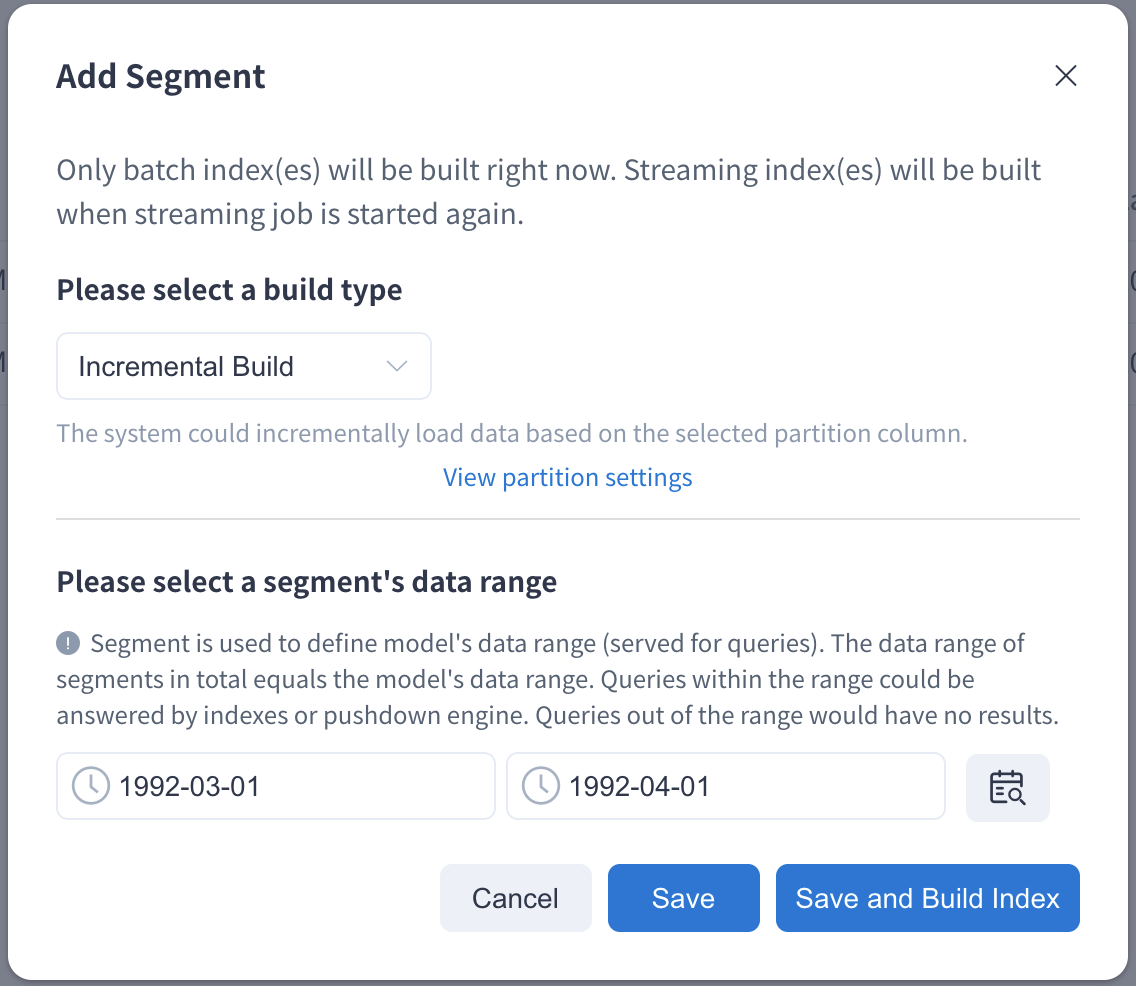 Add Segment
Only batch index(es) will be built right now. Streaming index(es) will be built
when streaming job is started again.
Please select a build type
Incremental Build
The system could incrementally load data based on the selected partition column.
View partition settings
Please select a segment's data range
Segment is used to define model's data range (served for queries). The data range of
segments in total equals the model's data range. Queries within the range could be
answered by indexes or pushdown engine. Queries out of the range would have no results.
1992-03-01
1992-04-01
Cancel
Save
Save and Build Index